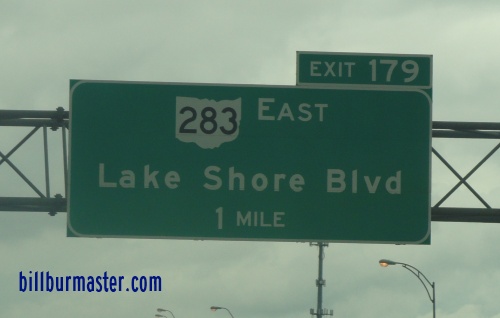 EXIT 179
283 EAST
Lake Shore Blvd
1 MILE
billburmaster.com